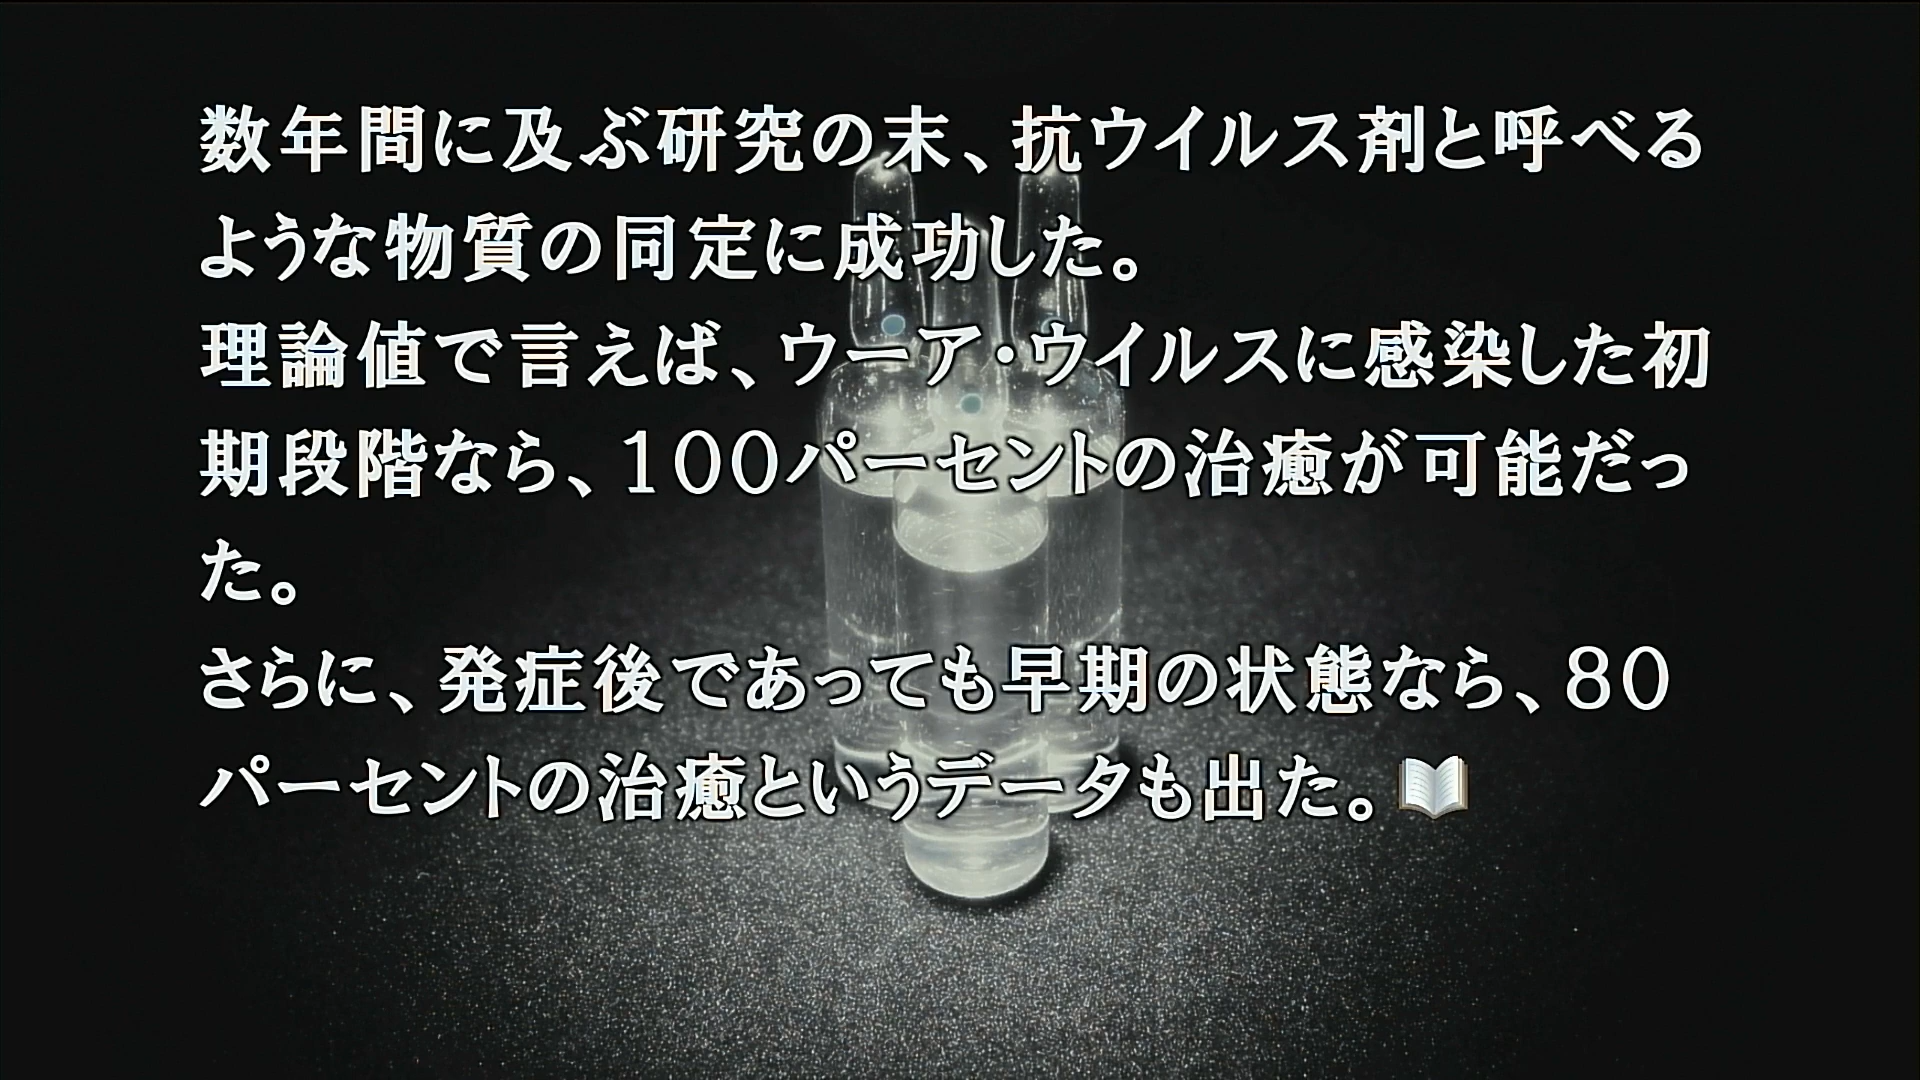 数年間に及ぶ研究の末、抗ウイルス剤と呼べる
ような物質の同定に成功した。
理論値で言えば、ウーア・ウイルスに感染した初
期段階なら、100パーセントの治癒が可能だっ
た。
さらに、発症後であっても早期の状態なら、80
パーセントの治癒というデータも出た。